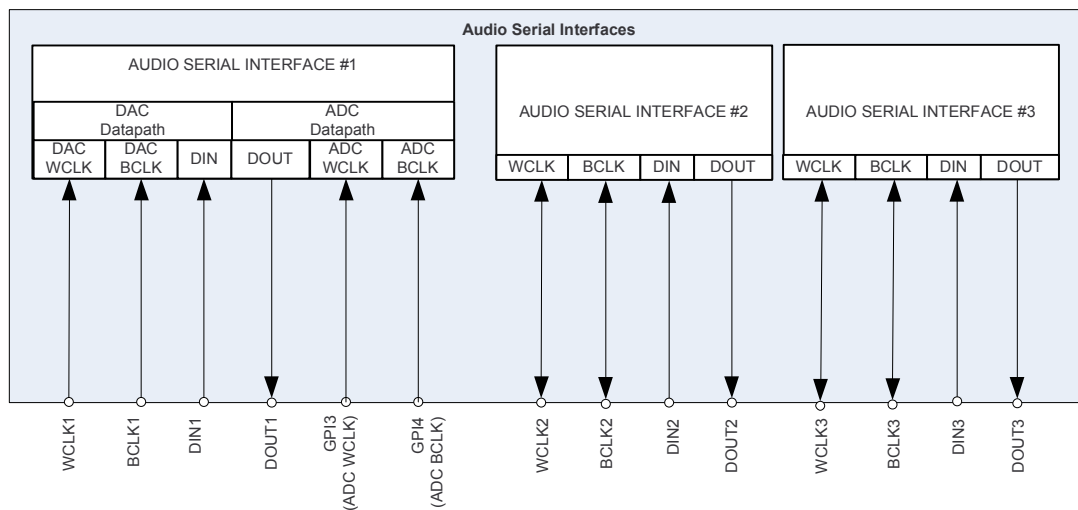 Audio Serial Interfaces
AUDIO SERIAL INTERFACE #1
DAC
Datapath
ADC
Datapath
DAC
WCLK
DAC
BCLK
DIN
DOUT
ADC
WCLK
ADC
BCLK
AUDIO SERIAL INTERFACE #2
WCLK
BCLK
DIN
DOUT
AUDIO SERIAL INTERFACE #3
WCLK
BCLK
DIN
DOUT
WCLK1
BCLK1
DIN1
DOUT1
GPI3
(ADC WCLK)
GPI4
(ADC BCLK)
WCLK2
BCLK2
DIN2
DOUT2
WCLK3
BCLK3
DIN3
DOUT3